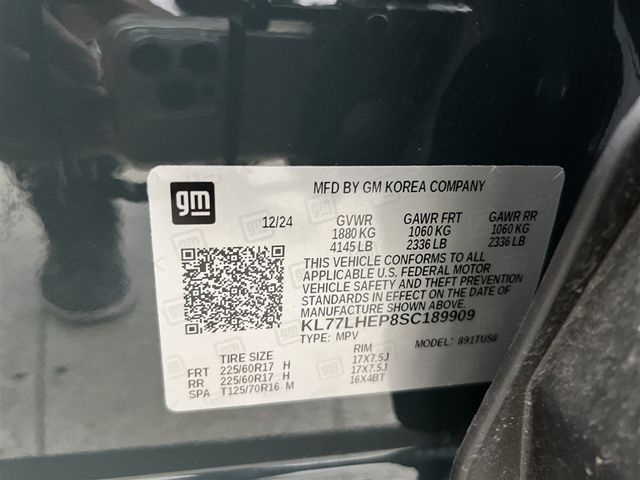 gm
MFD BY GM KOREA COMPANY
12/24
GVWR GAWR FRT GAWR RR
1880 KG 1060 KG 1060 KG
4145 LB 2336 LB 2336 LB
THIS VEHICLE CONFORMS TO ALL
APPLICABLE U.S. FEDERAL MOTOR
VEHICLE SAFETY AND THEFT PREVENTION
STANDARDS IN EFFECT ON THE DATE OF
MANUFACTURE SHOWN ABOVE.
KL77LHEP8SC189909
TYPE: MPV MODEL: 891TU58
TIRE SIZE RIM
FRT 225/60R17 H 17X7.5J
RR 225/60R17 H 17X7.5J
SPA T125/70R16 M 16X4BT